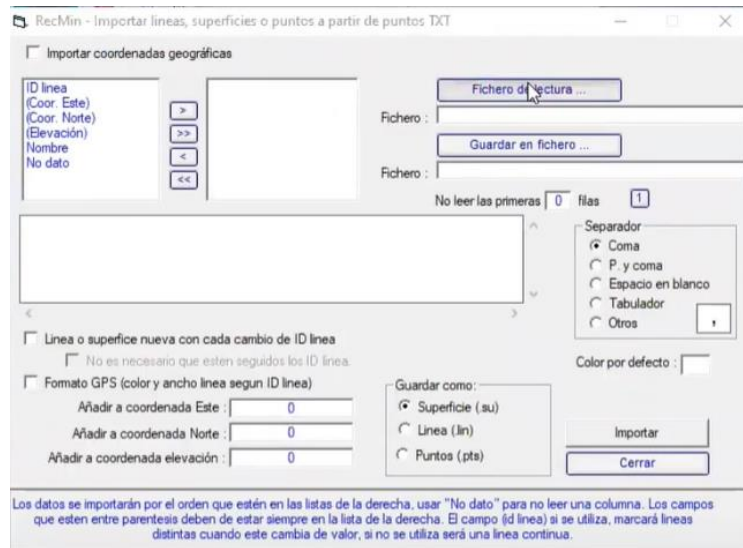 RecMin - Importar lineas, superficies o puntos a partir de puntos TXT
Importar coordenadas geográficas
ID linea
(Coor. Este)
(Coor. Norte)
(Elevación)
Nombre
No dato
>
>>
<
<<
Fichero de lectura ...
Fichero :
Guardar en fichero ...
Fichero :
No leer las primeras 0 filas 1
Separador
Coma
P. y coma
Espacio en blanco
Tabulador
Otros ,
Linea o superfice nueva con cada cambio de ID linea
No es necesario que esten seguidos los ID linea.
Color por defecto :
Formato GPS (color y ancho linea segun ID linea)
Añadir a coordenada Este : 0
Añadir a coordenada Norte : 0
Añadir a coordenada elevación : 0
Guardar como:
Superficie (.su)
Linea (.lin)
Puntos (.pts)
Importar
Cerrar
Los datos se importarán por el orden que estén en las listas de la derecha, usar "No dato" para no leer una columna. Los campos
que esten entre parentesis deben de estar siempre en la lista de la derecha. El campo (id linea) si se utiliza, marcará lineas
distintas cuando este cambia de valor, si no se utiliza será una linea continua.